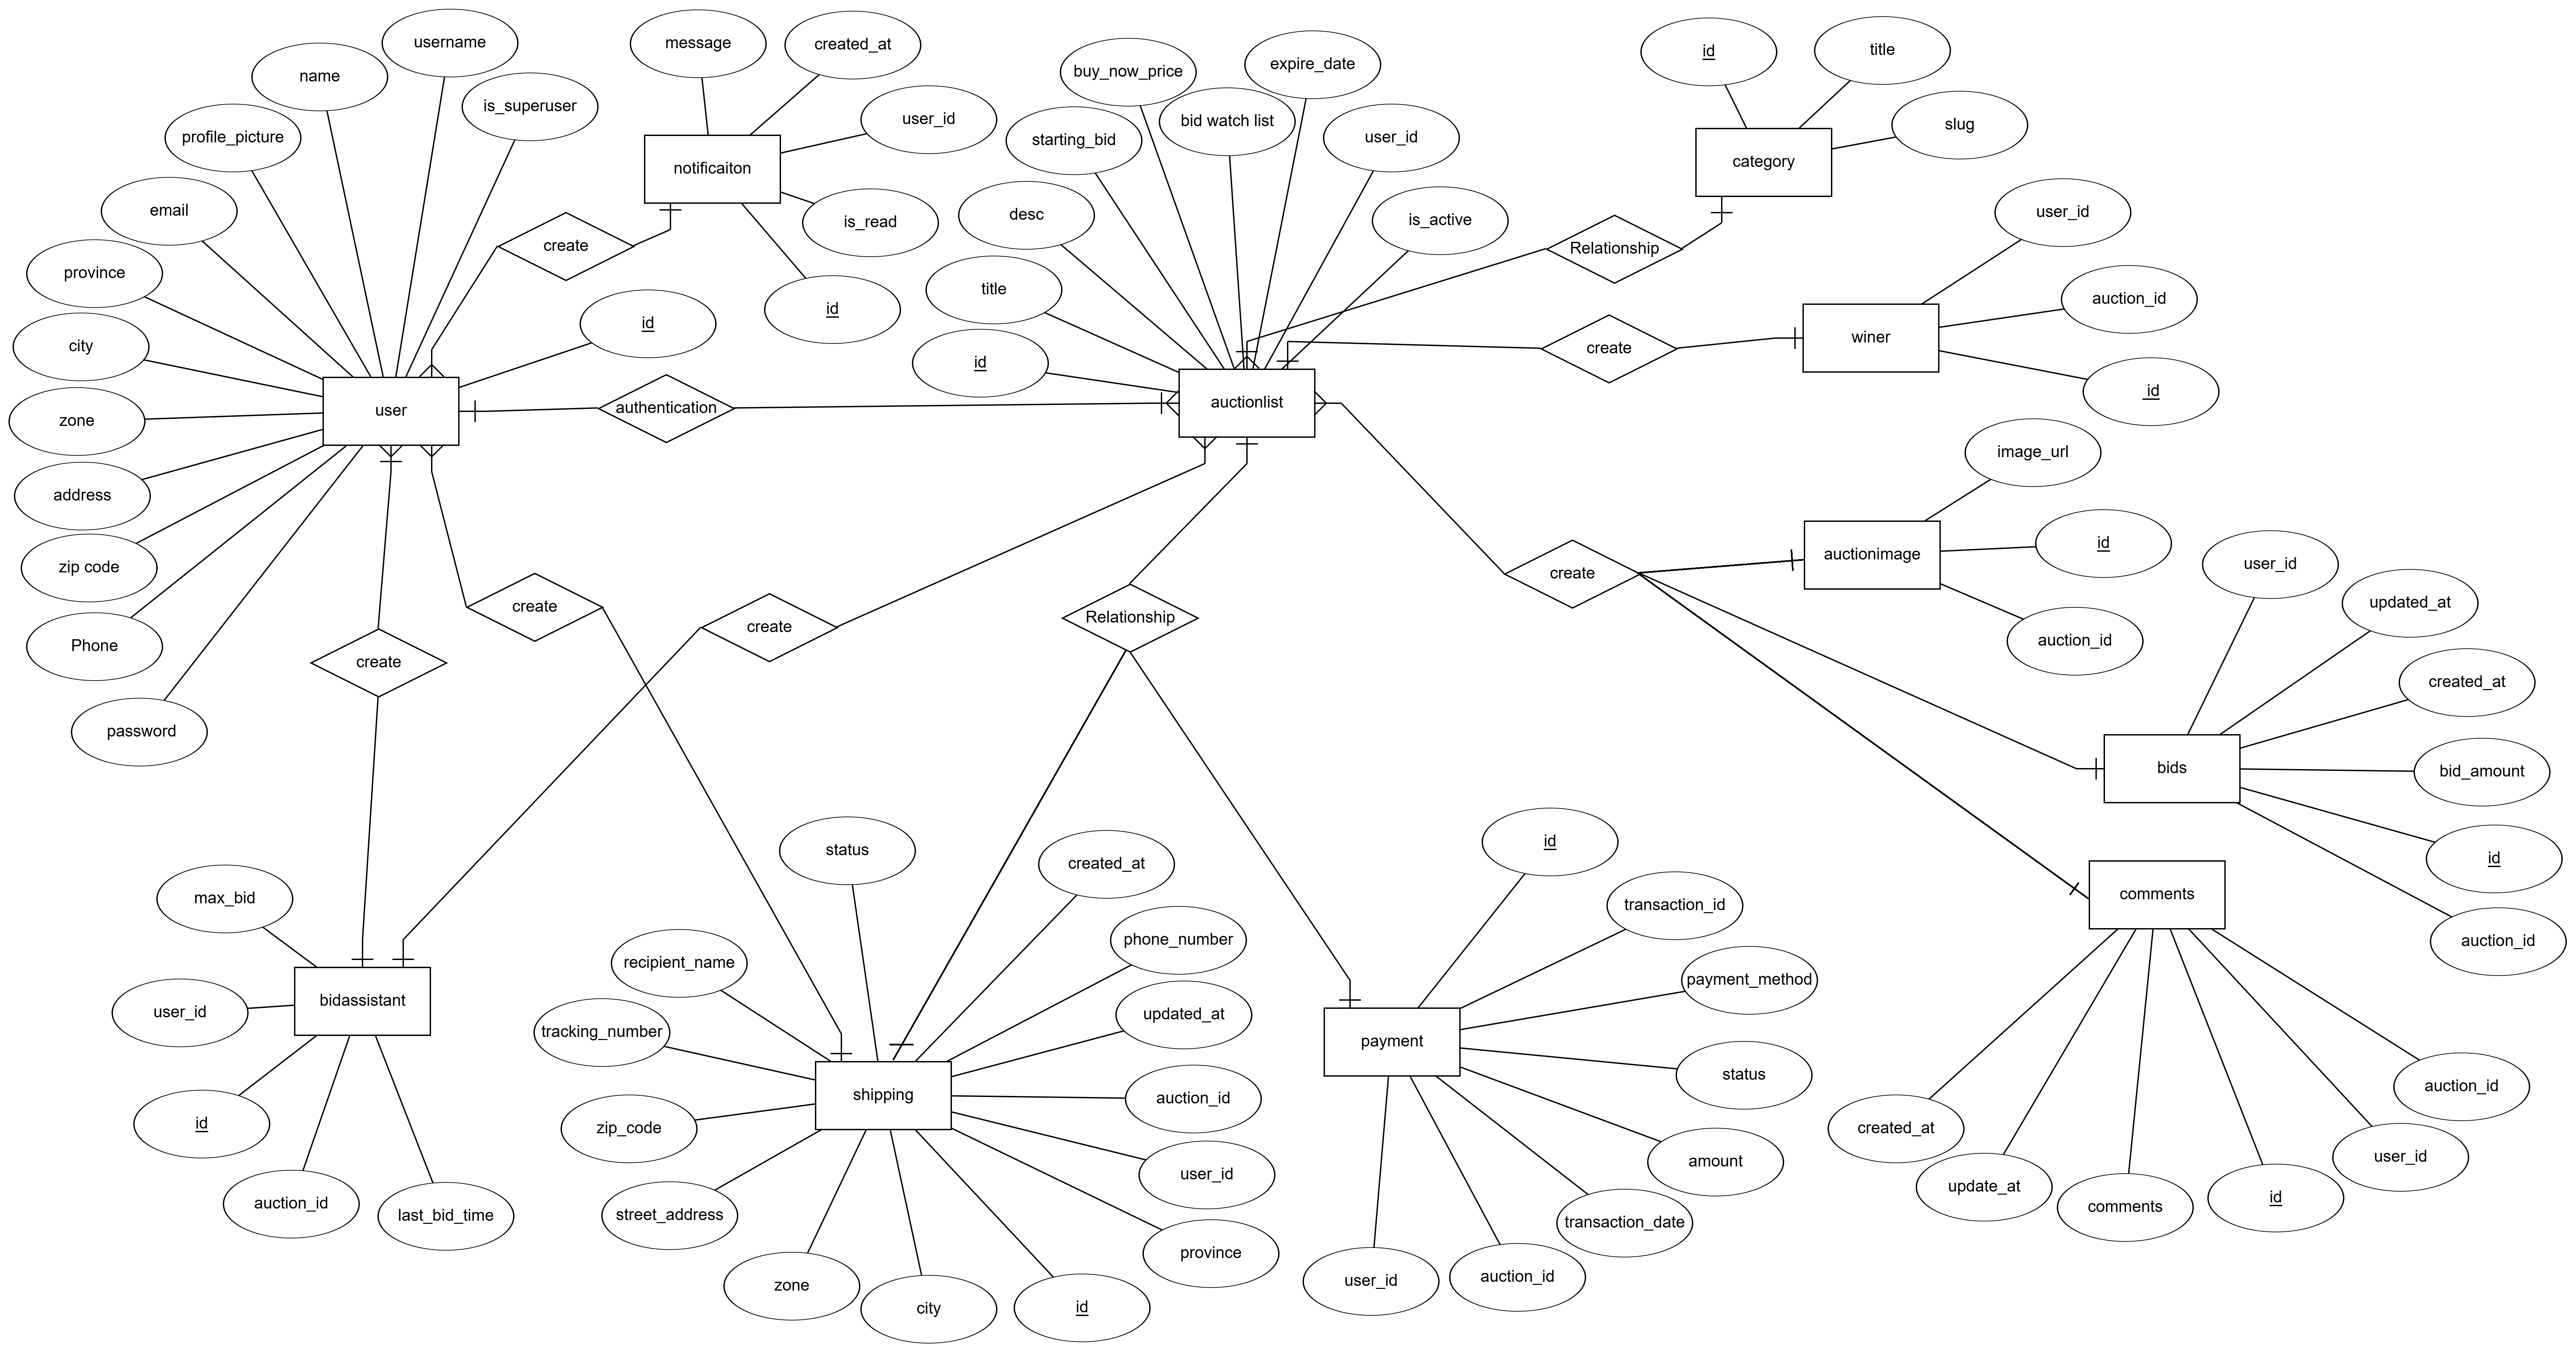 username
message
created_at
name
is_superuser
profile_picture
user_id
notificaiton
email
is_read
create
province
id
id
city
user
authentication
zone
address
zip code
Phone
password
create
create
create
buy_now_price
expire_date
starting_bid
bid watch list
user_id
desc
is_active
title
id
auctionlist
id
title
slug
category
Relationship
user_id
auction_id
winer
create
id
image_url
auctionimage
id
create
auction_id
Relationship
user_id
updated_at
created_at
bids
bid_amount
id
auction_id
comments
created_at
update_at
comments
id
user_id
auction_id
max_bid
bidassistant
user_id
id
auction_id
last_bid_time
status
created_at
recipient_name
phone_number
tracking_number
updated_at
shipping
auction_id
zip_code
user_id
street_address
province
zone
city
id
id
transaction_id
payment_method
payment
status
amount
transaction_date
user_id
auction_id